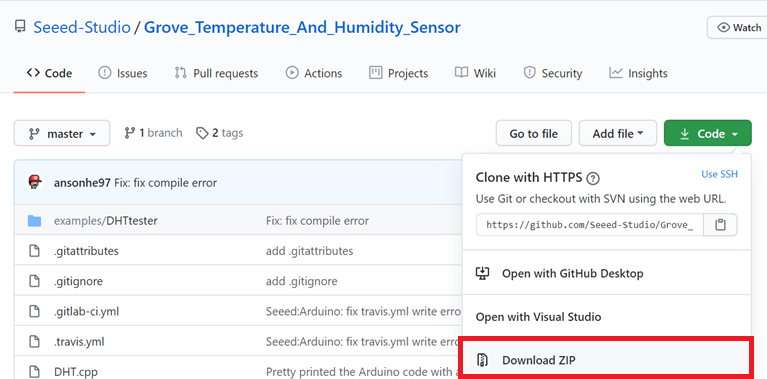 Seeed-Studio / Grove_Temperature_And_Humidity_Sensor
Watch
Code Issues Pull requests Actions Projects Wiki Security Insights
master 1 branch 2 tags Go to file Add file Code
ansonhe97 Fix: fix compile error
examples/DHTtester Fix: fix compile error
.gitattributes add .gitattributes
.gitignore add .gitignore
.gitlab-ci.yml Seeed:Arduino: fix travis.yml write erro
.travis.yml Seeed:Arduino: fix travis.yml write erro
DHT.cpp Pretty printed the Arduino code with a
Clone with HTTPS ? Use SSH
Use Git or checkout with SVN using the web URL.
https://github.com/Seeed-Studio/Grove_
Open with GitHub Desktop
Open with Visual Studio
Download ZIP